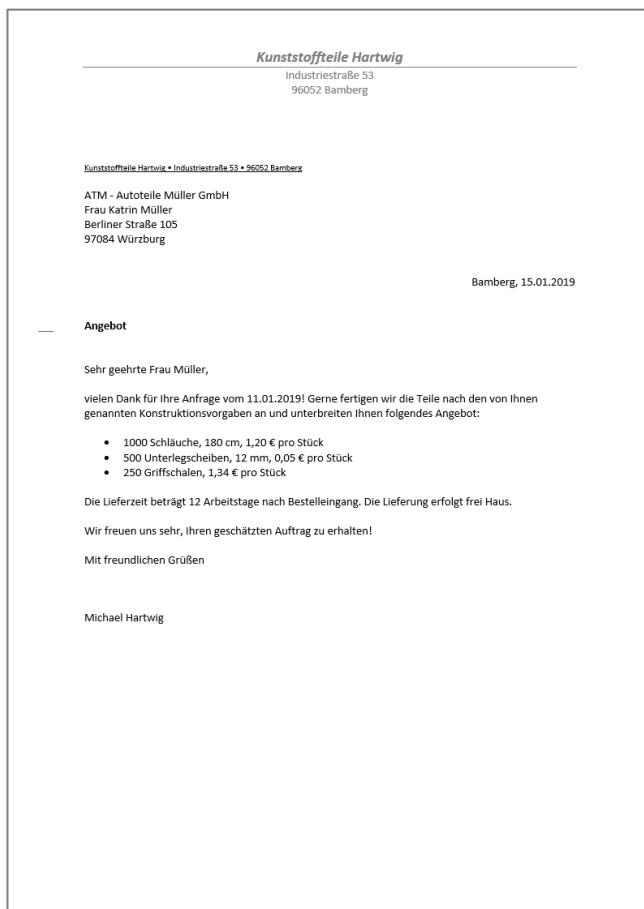 Kunststoffteile Hartwig
Industriestraße 53
96052 Bamberg
Kunststoffteile Hartwig • Industriestraße 53 • 96052 Bamberg
ATM - Autoteile Müller GmbH
Frau Katrin Müller
Berliner Straße 105
97084 Würzburg
Bamberg, 15.01.2019
Angebot
Sehr geehrte Frau Müller,
vielen Dank für Ihre Anfrage vom 11.01.2019! Gerne fertigen wir die Teile nach den von Ihnen
genannten Konstruktionsvorgaben an und unterbreiten Ihnen folgendes Angebot:
• 1000 Schläuche, 180 cm, 1,20 € pro Stück
• 500 Unterlegscheiben, 12 mm, 0,05 € pro Stück
• 250 Griffschalen, 1,34 € pro Stück
Die Lieferzeit beträgt 12 Arbeitstage nach Bestelleingang. Die Lieferung erfolgt frei Haus.
Wir freuen uns sehr, Ihren geschätzten Auftrag zu erhalten!
Mit freundlichen Grüßen
Michael Hartwig